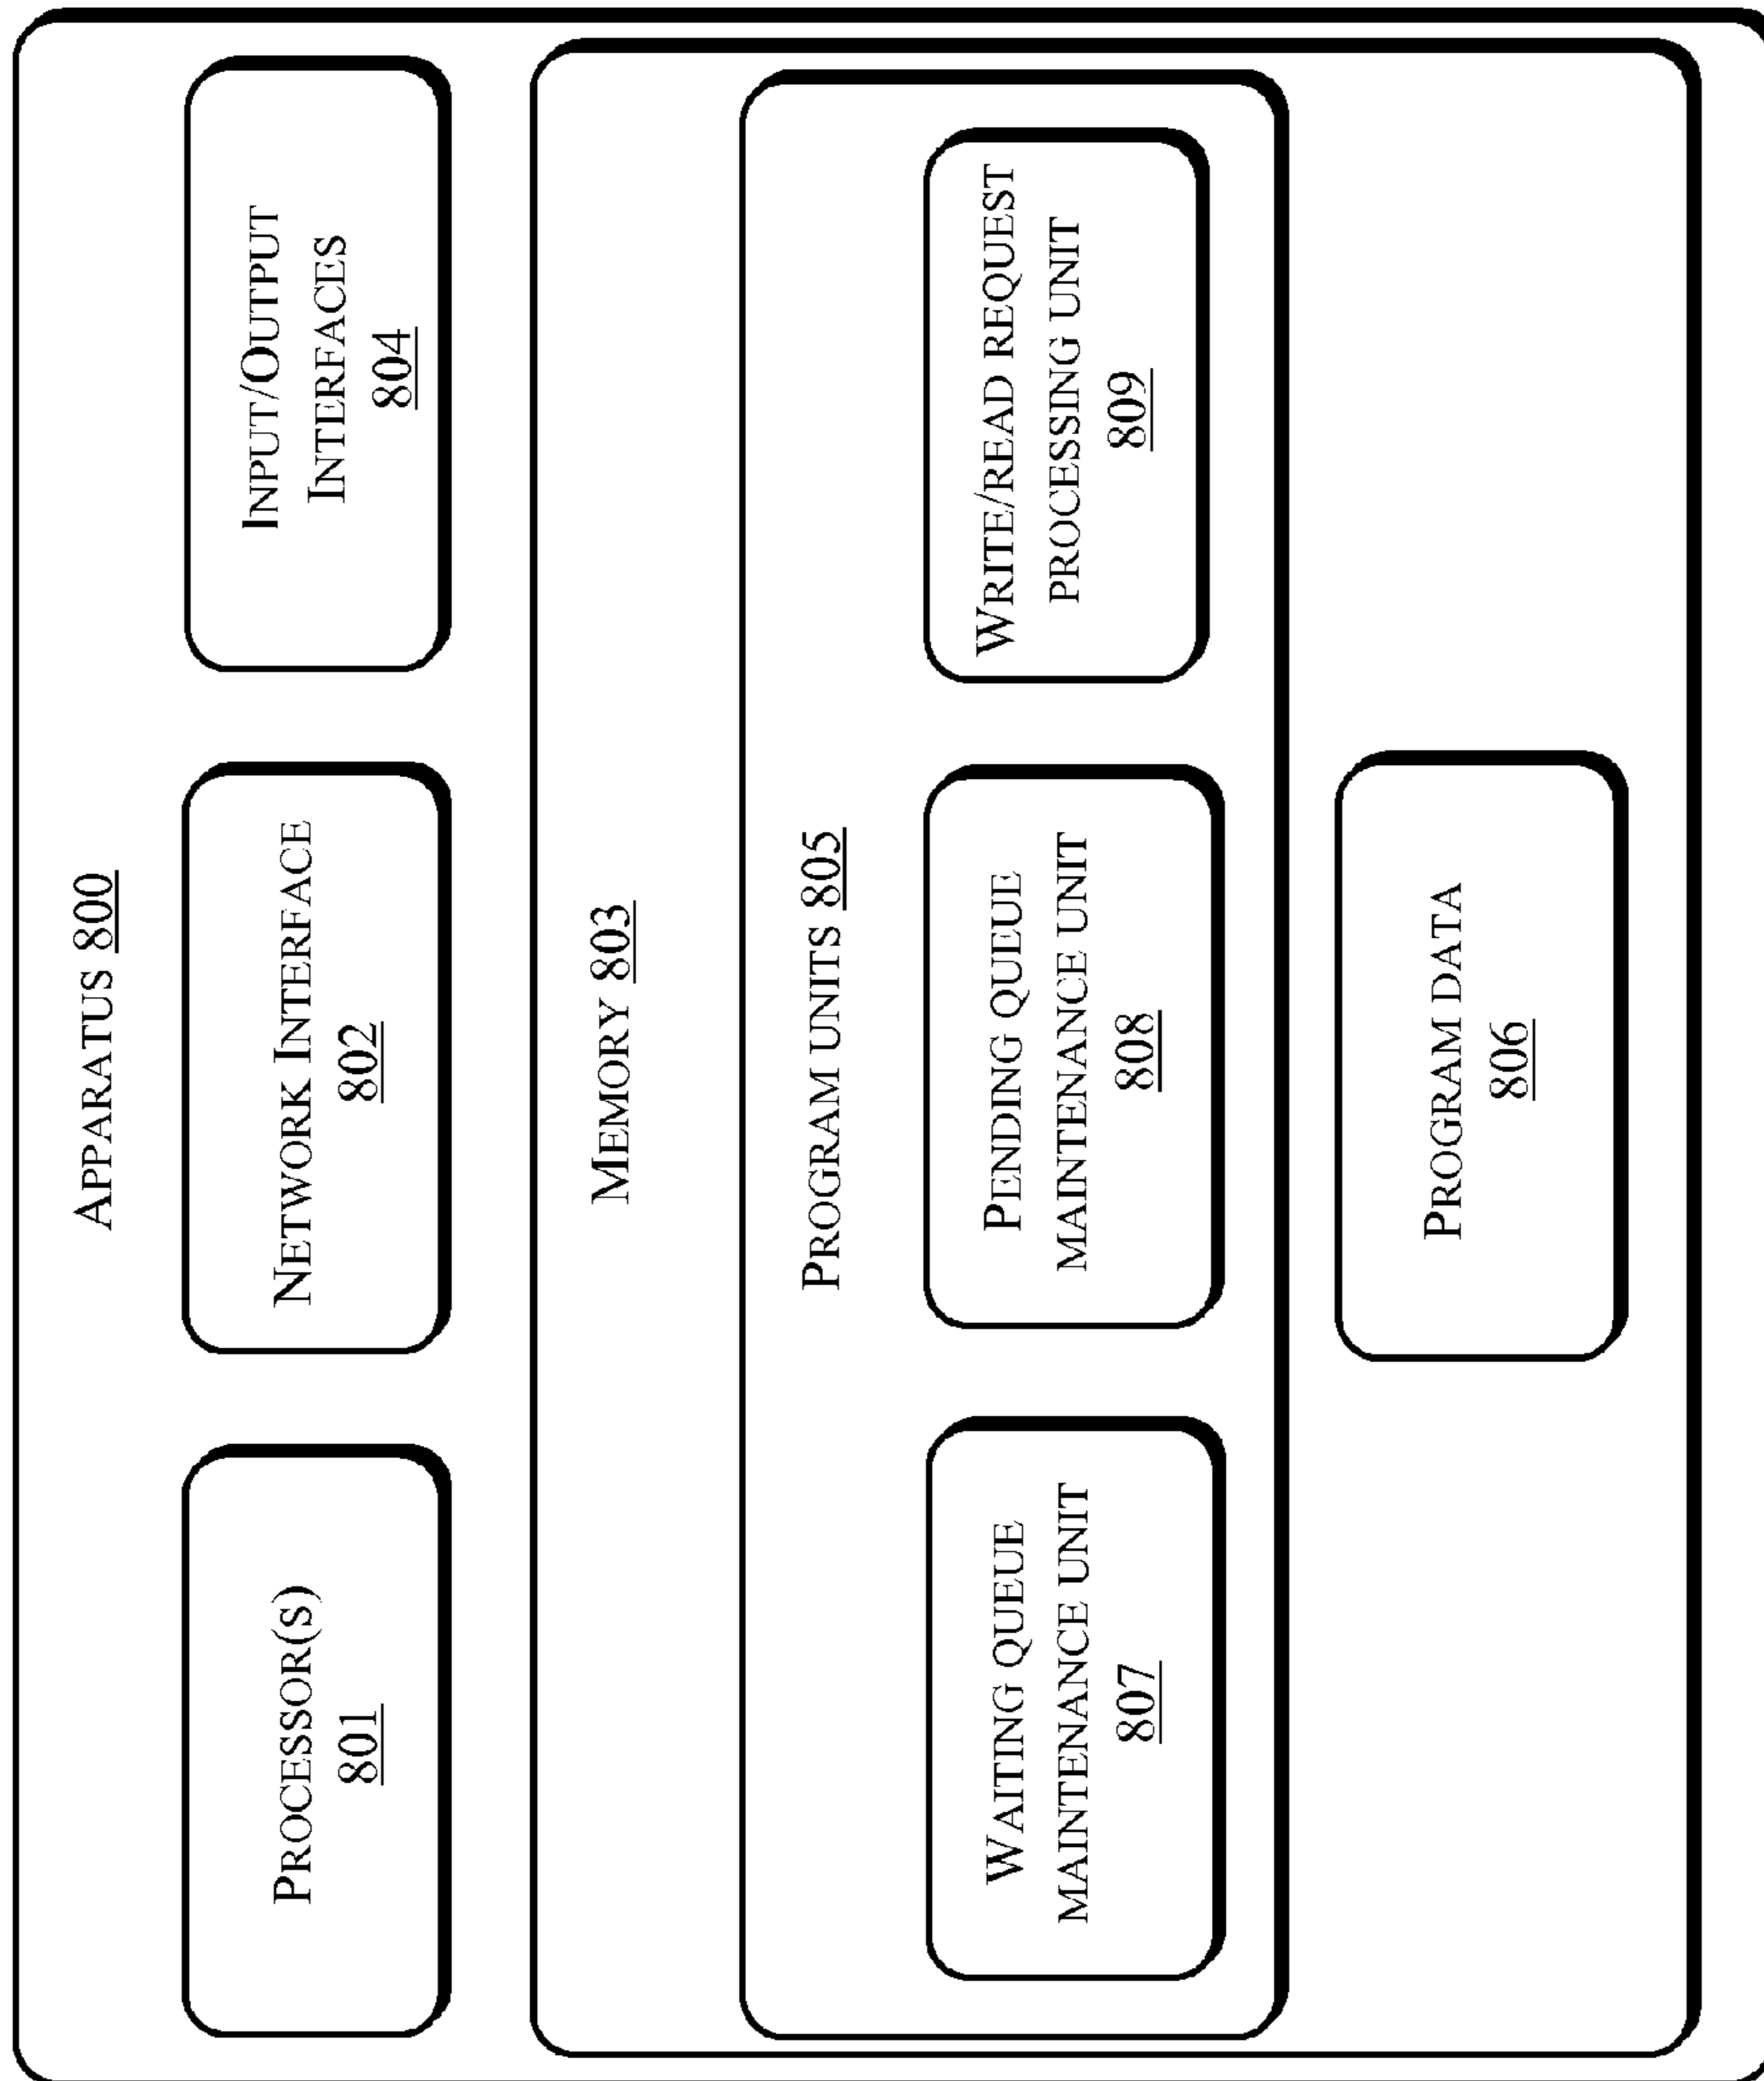 APPARATUS 800
PROCESSOR(S)
801
NETWORK INTERFACE
802
INPUT/OUTPUT
INTERFACES
804
MEMORY 803
PROGRAM UNITS 805
WAITING QUEUE
MAINTENANCE UNIT
807
PENDING QUEUE
MAINTENANCE UNIT
808
WRITE/READ REQUEST
PROCESSING UNIT
809
PROGRAM DATA
806